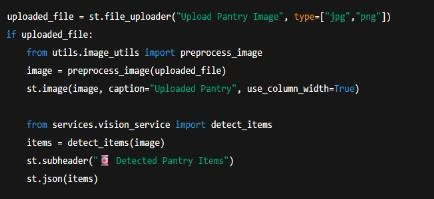 uploaded_file = st.file_uploader("Upload Pantry Image", type=["jpg","png"])
if uploaded_file:
    from utils.image_utils import preprocess_image
    image = preprocess_image(uploaded_file)
    st.image(image, caption="Uploaded Pantry", use_column_width=True)

    from services.vision_service import detect_items
    items = detect_items(image)
    st.subheader("🥫 Detected Pantry Items")
    st.json(items)